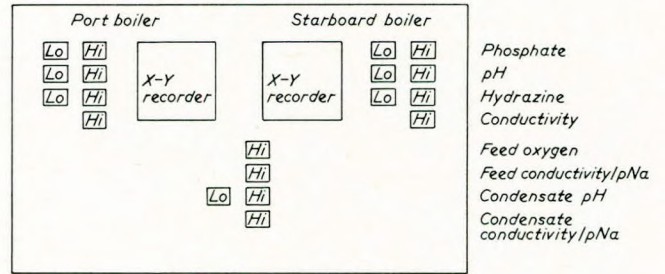 Port boiler Starboard boiler
Lo Hi Lo Hi Phosphate
Lo Hi X-Y X-Y Lo Hi pH
Lo Hi recorder recorder Lo Hi Hydrazine
Hi Hi Conductivity
Hi Feed oxygen
Hi Feed conductivity/pNa
Lo Hi Condensate pH
Hi Condensate
conductivity/pNa